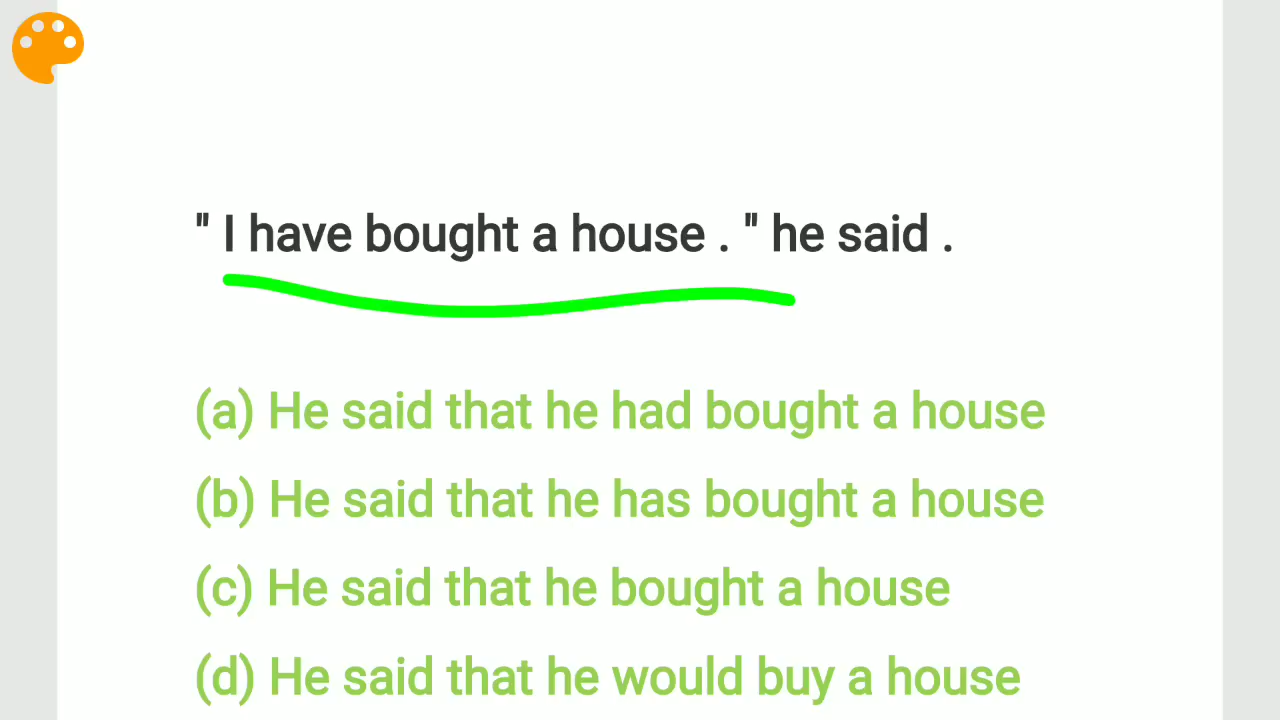 " I have bought a house . " he said .
(a) He said that he had bought a house
(b) He said that he has bought a house
(c) He said that he bought a house
(d) He said that he would buy a house